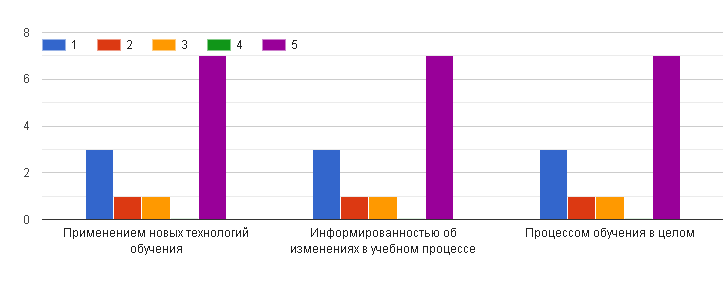 8
1 2 3 4 5
6
4
2
0
Применением новых технологий
обучения
Информированностью об
изменениях в учебном процессе
Процессом обучения в целом